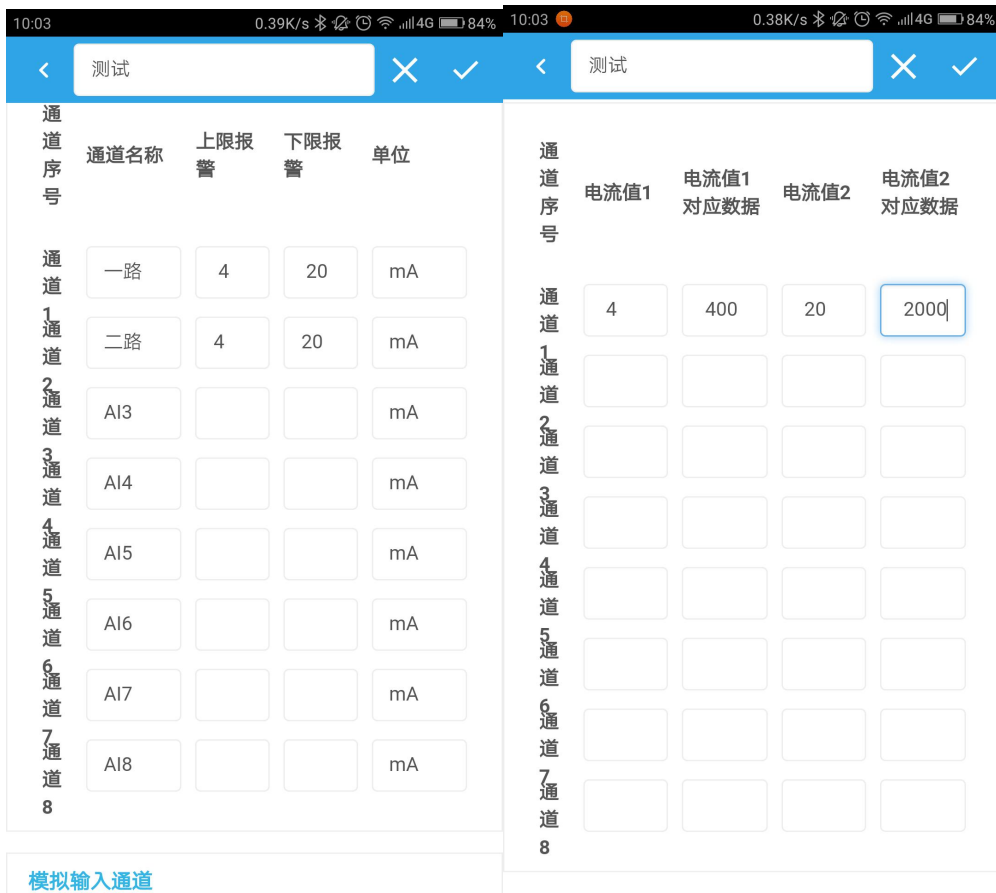 10:03 0.39K/s 4G 84%
测试
通道序号 通道名称 上限报警 下限报警 单位
通道1 一路 4 20 mA
通道2 二路 4 20 mA
通道3 AI3 mA
通道4 AI4 mA
通道5 AI5 mA
通道6 AI6 mA
通道7 AI7 mA
通道8 AI8 mA
模拟输入通道
10:03 0.38K/s 4G 84%
测试
通道序号 电流值1 电流值1对应数据 电流值2 电流值2对应数据
通道1 4 400 20 2000
通道2
通道3
通道4
通道5
通道6
通道7
通道8